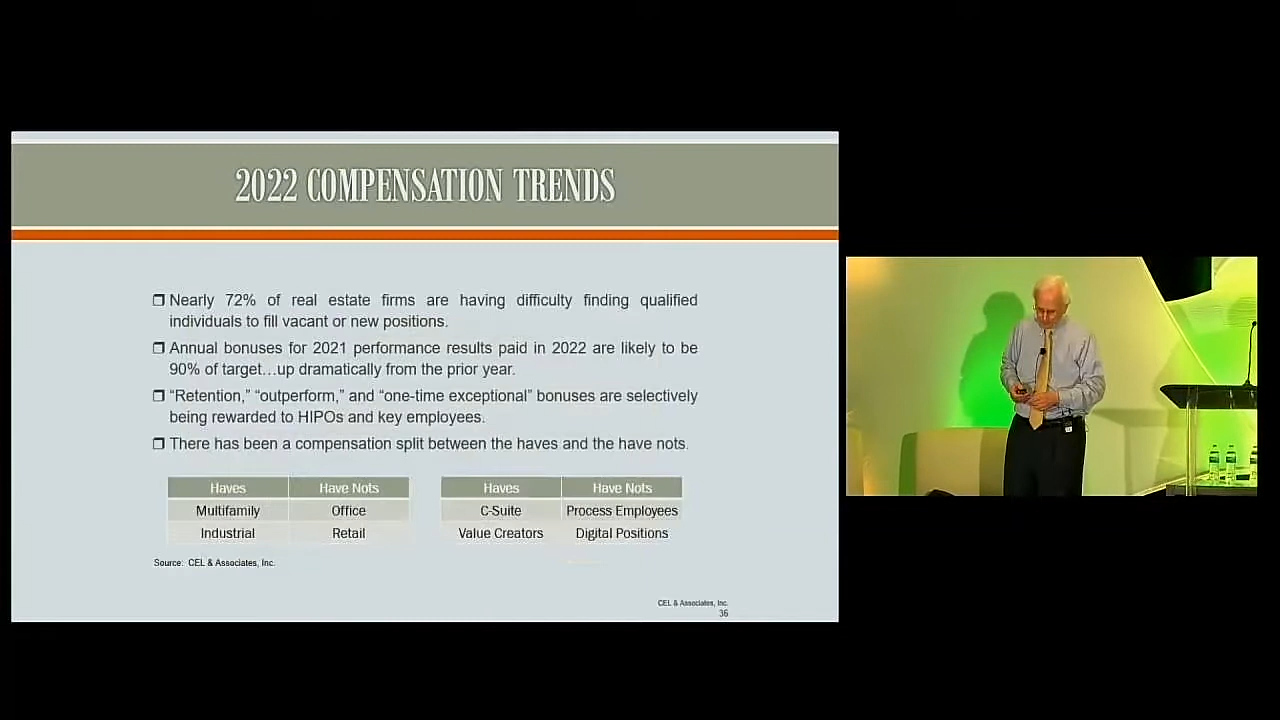 2022 COMPENSATION TRENDS
❐ Nearly 72% of real estate firms are having difficulty finding qualified
individuals to fill vacant or new positions.
❐ Annual bonuses for 2021 performance results paid in 2022 are likely to be
90% of target…up dramatically from the prior year.
❐ “Retention,” “outperform,” and “one-time exceptional” bonuses are selectively
being rewarded to HIPOs and key employees.
❐ There has been a compensation split between the haves and the have nots.
Haves Have Nots
Multifamily Office
Industrial Retail
Haves Have Nots
C-Suite Process Employees
Value Creators Digital Positions
Source: CEL & Associates, Inc.
CEL & Associates, Inc.
36